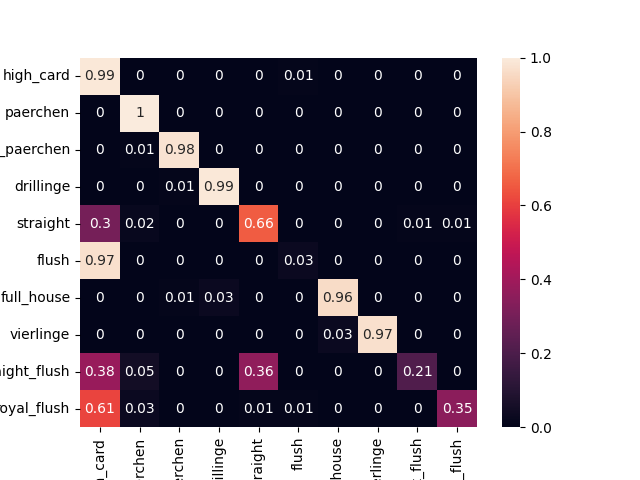 high_card 0.99 0 0 0 0 0.01 0 0 0 0 1.0
paerchen 0 1 0 0 0 0 0 0 0 0
_paerchen 0 0.01 0.98 0 0 0 0 0 0 0 0.8
drillinge 0 0 0.01 0.99 0 0 0 0 0 0
straight 0.3 0.02 0 0 0.66 0 0 0 0.01 0.01 0.6
flush 0.97 0 0 0 0 0.03 0 0 0 0
full_house 0 0 0.01 0.03 0 0 0.96 0 0 0 0.4
vierlinge 0 0 0 0 0 0 0.03 0.97 0 0
ight_flush 0.38 0.05 0 0 0.36 0 0 0 0.21 0 0.2
oyal_flush 0.61 0.03 0 0 0.01 0.01 0 0 0 0.35 0.0
_card rchen erchen illinge raight flush house erlinge _flush _flush